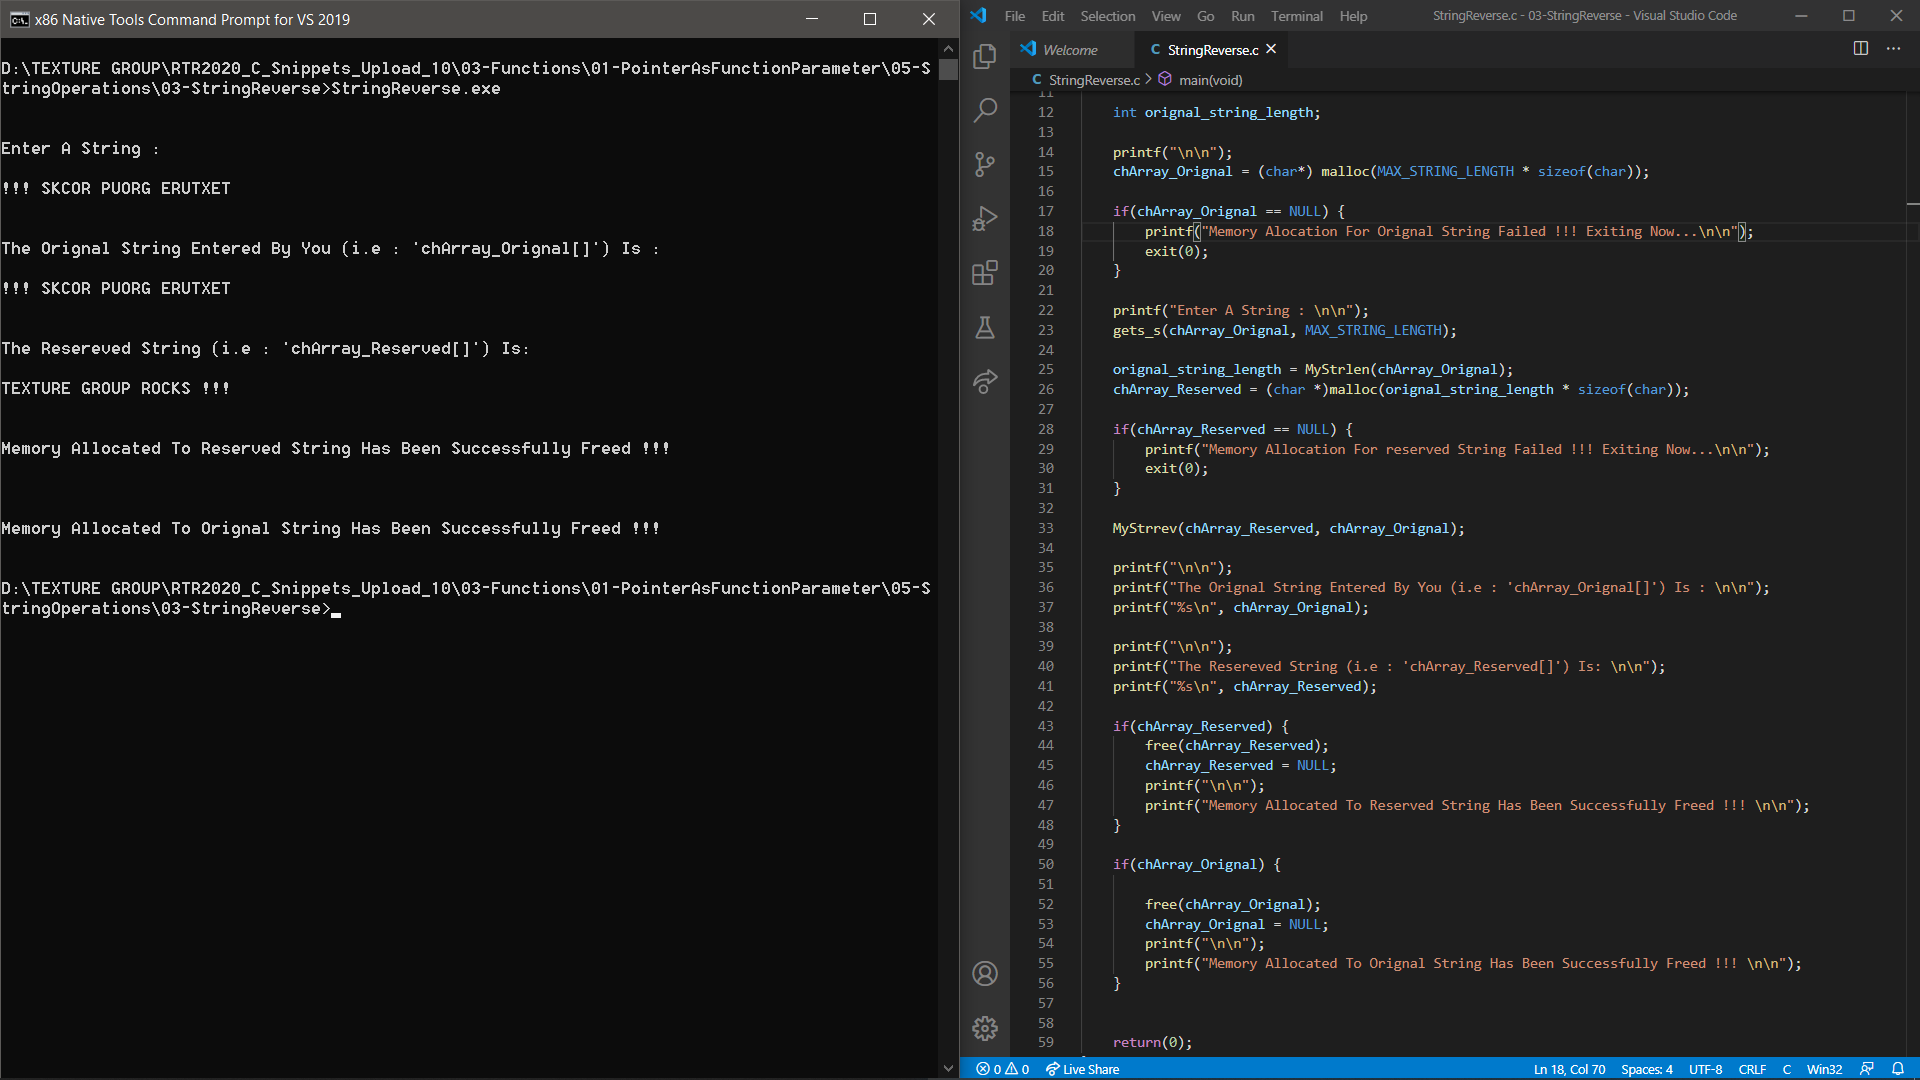 x86 Native Tools Command Prompt for VS 2019
D:\TEXTURE GROUP\RTR2020_C_Snippets_Upload_10\03-Functions\01-PointerAsFunctionParameter\05-S
tringOperations\03-StringReverse>StringReverse.exe
Enter A String :
!!! SKCOR PUORG ERUTXET
The Orignal String Entered By You (i.e : 'chArray_Orignal[]') Is :
!!! SKCOR PUORG ERUTXET
The Resereved String (i.e : 'chArray_Reserved[]') Is:
TEXTURE GROUP ROCKS !!!
Memory Allocated To Reserved String Has Been Successfully Freed !!!
Memory Allocated To Orignal String Has Been Successfully Freed !!!
D:\TEXTURE GROUP\RTR2020_C_Snippets_Upload_10\03-Functions\01-PointerAsFunctionParameter\05-S
tringOperations\03-StringReverse>
File Edit Selection View Go Run Terminal Help StringReverse.c - 03-StringReverse - Visual Studio Code
Welcome C StringReverse.c
C StringReverse.c > main(void)
11
12 int orignal_string_length;
13
14 printf("\n\n");
15 chArray_Orignal = (char*) malloc(MAX_STRING_LENGTH * sizeof(char));
16
17 if(chArray_Orignal == NULL) {
18 printf("Memory Alocation For Orignal String Failed !!! Exiting Now...\n\n");
19 exit(0);
20 }
21
22 printf("Enter A String : \n\n");
23 gets_s(chArray_Orignal, MAX_STRING_LENGTH);
24
25 orignal_string_length = MyStrlen(chArray_Orignal);
26 chArray_Reserved = (char *)malloc(orignal_string_length * sizeof(char));
27
28 if(chArray_Reserved == NULL) {
29 printf("Memory Allocation For reserved String Failed !!! Exiting Now...\n\n");
30 exit(0);
31 }
32
33 MyStrrev(chArray_Reserved, chArray_Orignal);
34
35 printf("\n\n");
36 printf("The Orignal String Entered By You (i.e : 'chArray_Orignal[]') Is : \n\n");
37 printf("%s\n", chArray_Orignal);
38
39 printf("\n\n");
40 printf("The Resereved String (i.e : 'chArray_Reserved[]') Is: \n\n");
41 printf("%s\n", chArray_Reserved);
42
43 if(chArray_Reserved) {
44 free(chArray_Reserved);
45 chArray_Reserved = NULL;
46 printf("\n\n");
47 printf("Memory Allocated To Reserved String Has Been Successfully Freed !!! \n\n");
48 }
49
50 if(chArray_Orignal) {
51
52 free(chArray_Orignal);
53 chArray_Orignal = NULL;
54 printf("\n\n");
55 printf("Memory Allocated To Orignal String Has Been Successfully Freed !!! \n\n");
56 }
57
58
59 return(0);
0 0 Live Share Ln 18, Col 70 Spaces: 4 UTF-8 CRLF C Win32